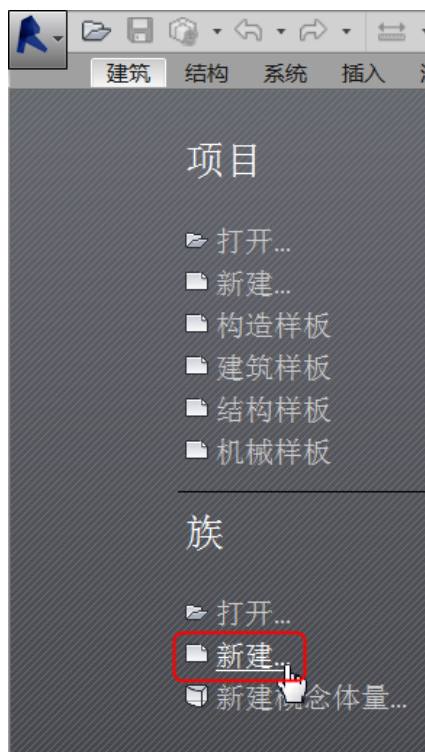 建筑 结构 系统 插入
项目
打开...
新建...
构造样板
建筑样板
结构样板
机械样板
族
打开...
新建...
新建概念体量...